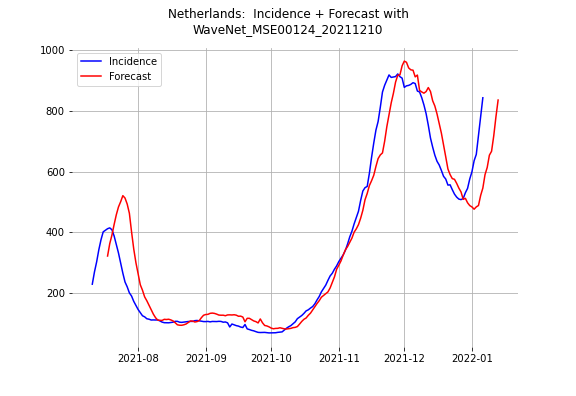 Netherlands:  Incidence + Forecast with
WaveNet_MSE00124_20211210
Incidence
Forecast
1000
800
600
400
200
2021-08
2021-09
2021-10
2021-11
2021-12
2022-01